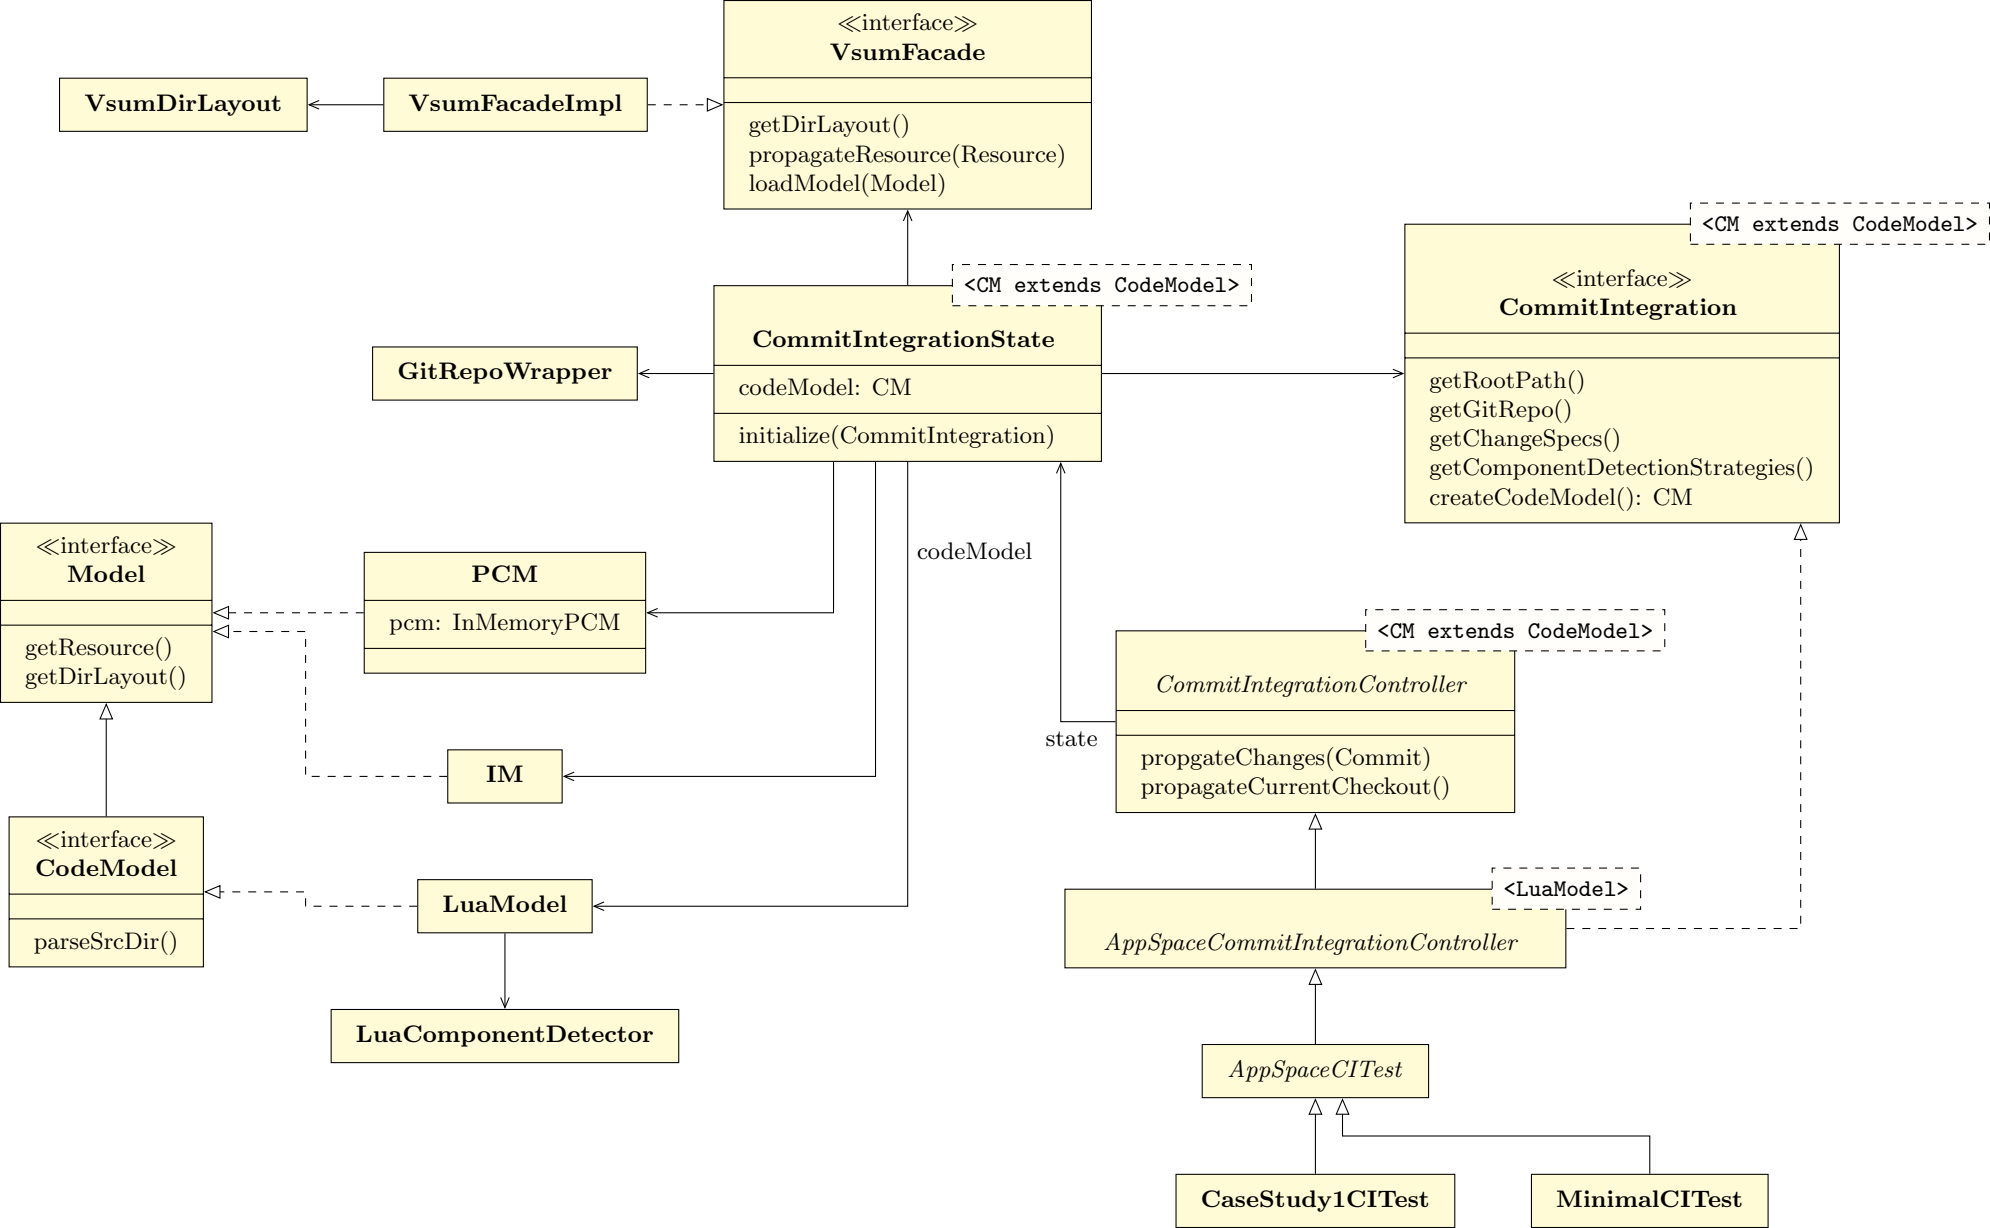 ≪interface≫
VsumFacade
getDirLayout()
propagateResource(Resource)
loadModel(Model)
VsumDirLayout
VsumFacadeImpl
<CM extends CodeModel>
≪interface≫
CommitIntegration
getRootPath()
getGitRepo()
getChangeSpecs()
getComponentDetectionStrategies()
createCodeModel(): CM
<CM extends CodeModel>
CommitIntegrationState
codeModel: CM
initialize(CommitIntegration)
GitRepoWrapper
codeModel
≪interface≫
Model
getResource()
getDirLayout()
PCM
pcm: InMemoryPCM
<CM extends CodeModel>
CommitIntegrationController
propgateChanges(Commit)
propagateCurrentCheckout()
state
IM
≪interface≫
CodeModel
parseSrcDir()
LuaModel
<LuaModel>
AppSpaceCommitIntegrationController
LuaComponentDetector
AppSpaceCITest
CaseStudy1CITest
MinimalCITest